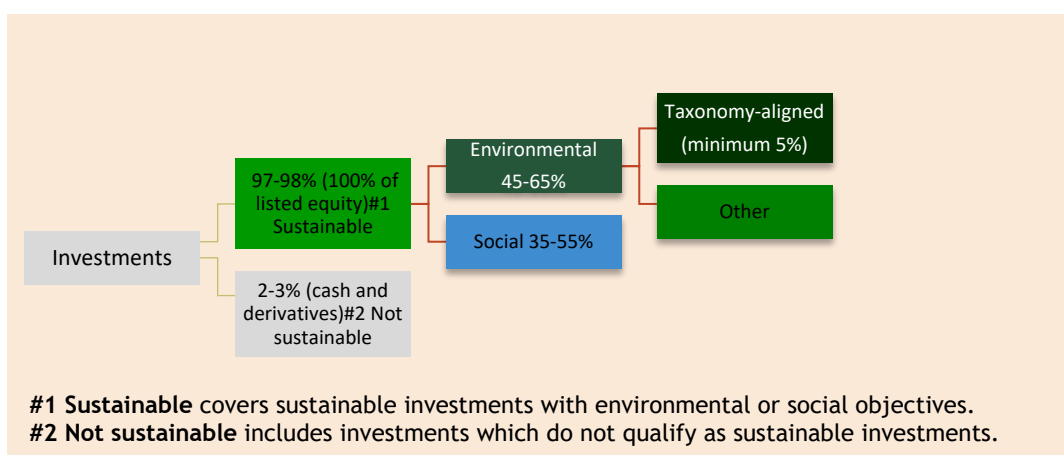 Investments
97-98% (100% of
listed equity)#1
Sustainable
2-3% (cash and
derivatives)#2 Not
sustainable
Environmental
45-65%
Social 35-55%
Taxonomy-aligned
(minimum 5%)
Other
#1 Sustainable covers sustainable investments with environmental or social objectives.
#2 Not sustainable includes investments which do not qualify as sustainable investments.